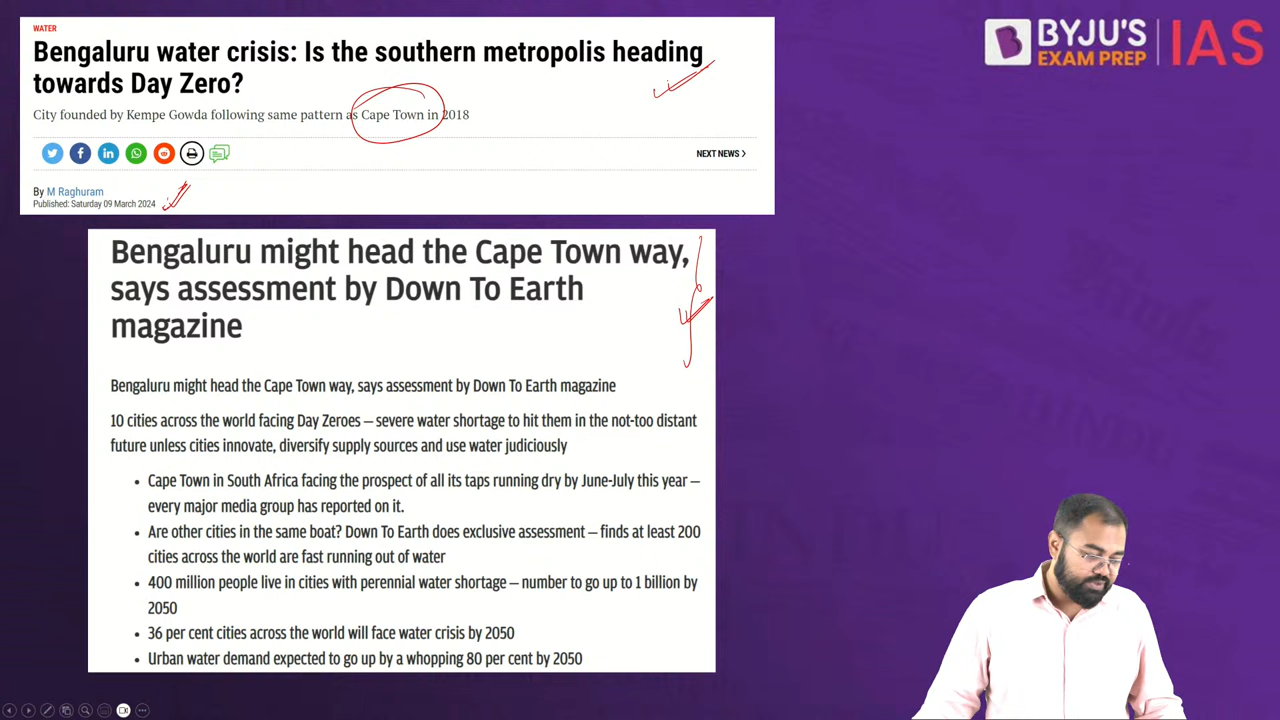 WATER
Bengaluru water crisis: Is the southern metropolis heading
towards Day Zero?
City founded by Kempe Gowda following same pattern as Cape Town in 2018
NEXT NEWS
By M Raghuram
Published: Saturday 09 March 2024
BYJU'S
EXAM PREP
IAS
Bengaluru might head the Cape Town way,
says assessment by Down To Earth
magazine
Bengaluru might head the Cape Town way, says assessment by Down To Earth magazine
10 cities across the world facing Day Zeroes — severe water shortage to hit them in the not-too distant
future unless cities innovate, diversify supply sources and use water judiciously
• Cape Town in South Africa facing the prospect of all its taps running dry by June-July this year —
every major media group has reported on it.
• Are other cities in the same boat? Down To Earth does exclusive assessment — finds at least 200
cities across the world are fast running out of water
• 400 million people live in cities with perennial water shortage — number to go up to 1 billion by
2050
• 36 per cent cities across the world will face water crisis by 2050
• Urban water demand expected to go up by a whopping 80 per cent by 2050